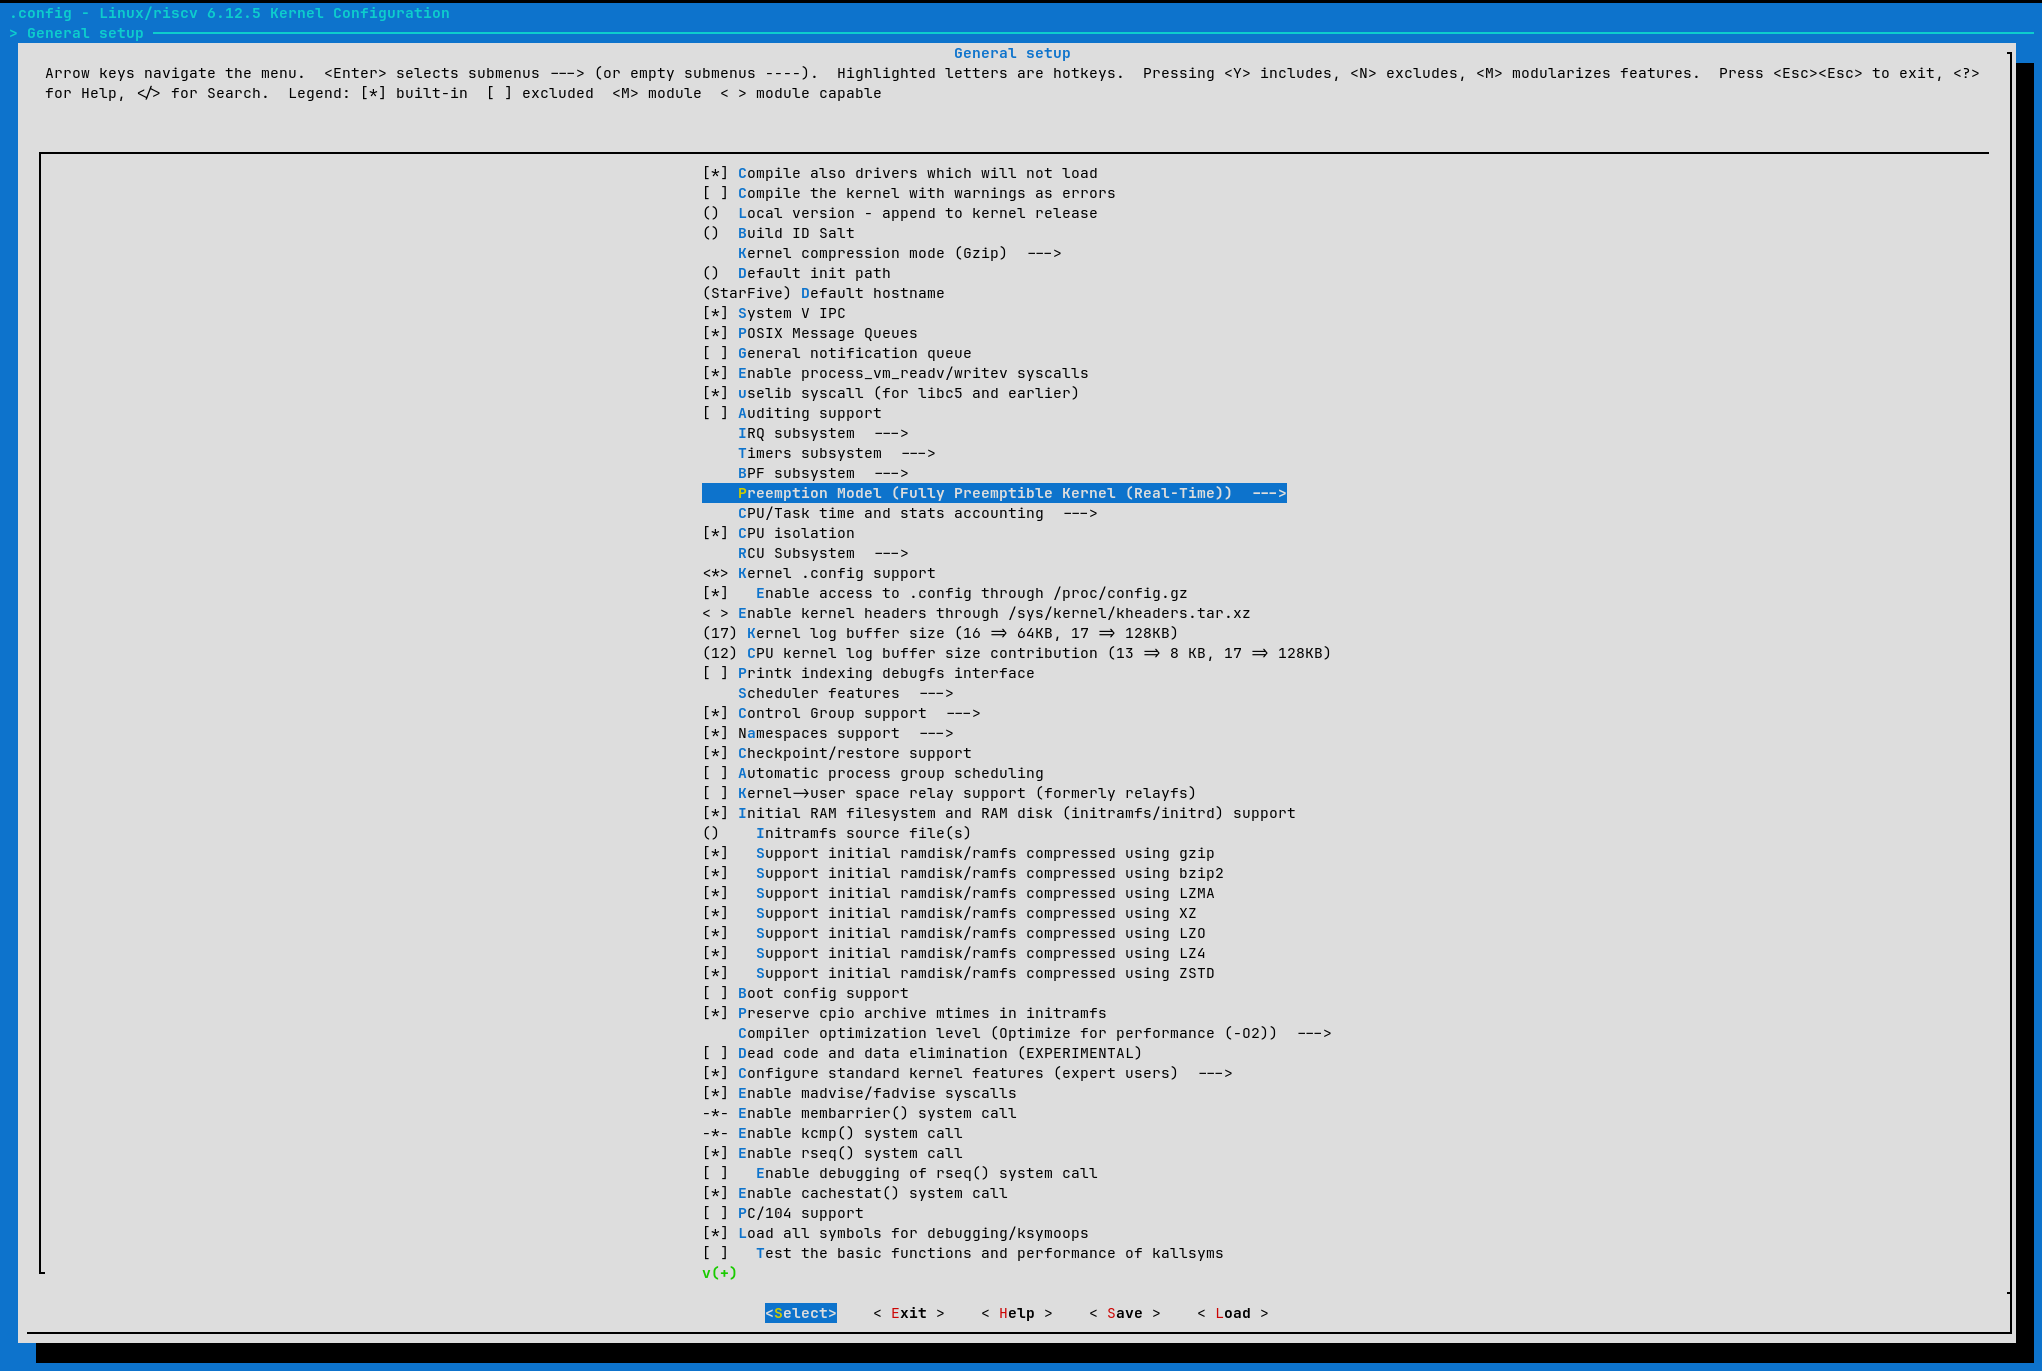 .config - Linux/riscv 6.12.5 Kernel Configuration
> General setup
General setup
Arrow keys navigate the menu.  <Enter> selects submenus ---> (or empty submenus ----).  Highlighted letters are hotkeys.  Pressing <Y> includes, <N> excludes, <M> modularizes features.  Press <Esc><Esc> to exit, <?>
for Help, </> for Search.  Legend: [*] built-in  [ ] excluded  <M> module  < > module capable
[*] Compile also drivers which will not load
[ ] Compile the kernel with warnings as errors
()  Local version - append to kernel release
()  Build ID Salt
    Kernel compression mode (Gzip)  --->
()  Default init path
(StarFive) Default hostname
[*] System V IPC
[*] POSIX Message Queues
[ ] General notification queue
[*] Enable process_vm_readv/writev syscalls
[*] uselib syscall (for libc5 and earlier)
[ ] Auditing support
    IRQ subsystem  --->
    Timers subsystem  --->
    BPF subsystem  --->
    Preemption Model (Fully Preemptible Kernel (Real-Time))  --->
    CPU/Task time and stats accounting  --->
[*] CPU isolation
    RCU Subsystem  --->
<*> Kernel .config support
[*]   Enable access to .config through /proc/config.gz
< > Enable kernel headers through /sys/kernel/kheaders.tar.xz
(17) Kernel log buffer size (16 => 64KB, 17 => 128KB)
(12) CPU kernel log buffer size contribution (13 => 8 KB, 17 => 128KB)
[ ] Printk indexing debugfs interface
    Scheduler features  --->
[*] Control Group support  --->
[*] Namespaces support  --->
[*] Checkpoint/restore support
[ ] Automatic process group scheduling
[ ] Kernel->user space relay support (formerly relayfs)
[*] Initial RAM filesystem and RAM disk (initramfs/initrd) support
()    Initramfs source file(s)
[*]   Support initial ramdisk/ramfs compressed using gzip
[*]   Support initial ramdisk/ramfs compressed using bzip2
[*]   Support initial ramdisk/ramfs compressed using LZMA
[*]   Support initial ramdisk/ramfs compressed using XZ
[*]   Support initial ramdisk/ramfs compressed using LZO
[*]   Support initial ramdisk/ramfs compressed using LZ4
[*]   Support initial ramdisk/ramfs compressed using ZSTD
[ ] Boot config support
[*] Preserve cpio archive mtimes in initramfs
    Compiler optimization level (Optimize for performance (-O2))  --->
[ ] Dead code and data elimination (EXPERIMENTAL)
[*] Configure standard kernel features (expert users)  --->
[*] Enable madvise/fadvise syscalls
-*- Enable membarrier() system call
-*- Enable kcmp() system call
[*] Enable rseq() system call
[ ]   Enable debugging of rseq() system call
[*] Enable cachestat() system call
[ ] PC/104 support
[*] Load all symbols for debugging/ksymoops
[ ]   Test the basic functions and performance of kallsyms
v(+)
<Select>    < Exit >    < Help >    < Save >    < Load >